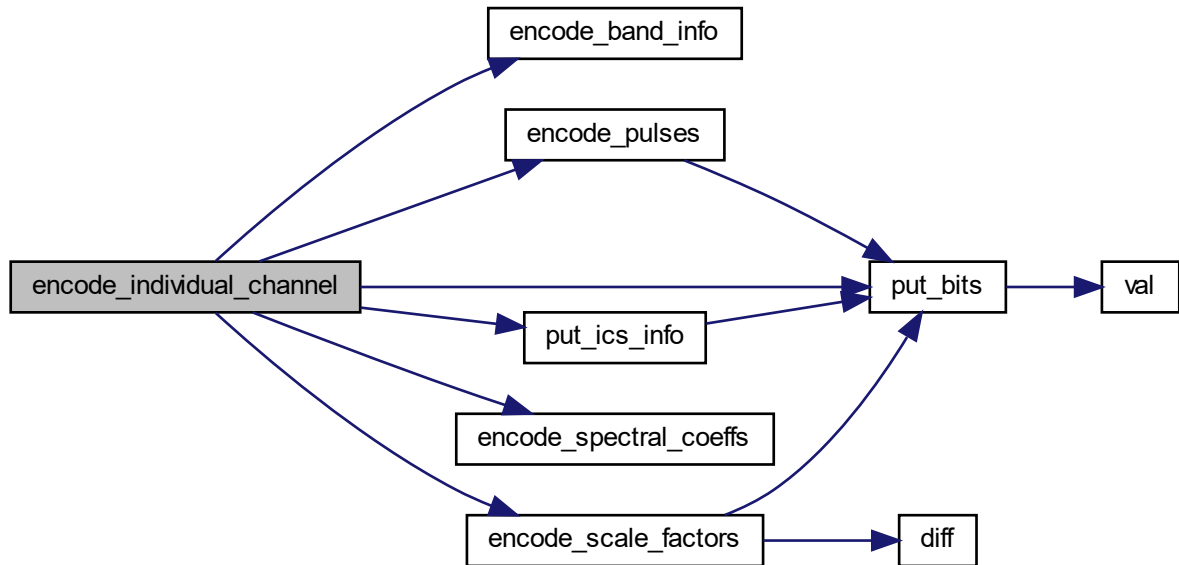 encode_band_info
encode_pulses
encode_individual_channel
put_bits
val
put_ics_info
encode_spectral_coeffs
encode_scale_factors
diff